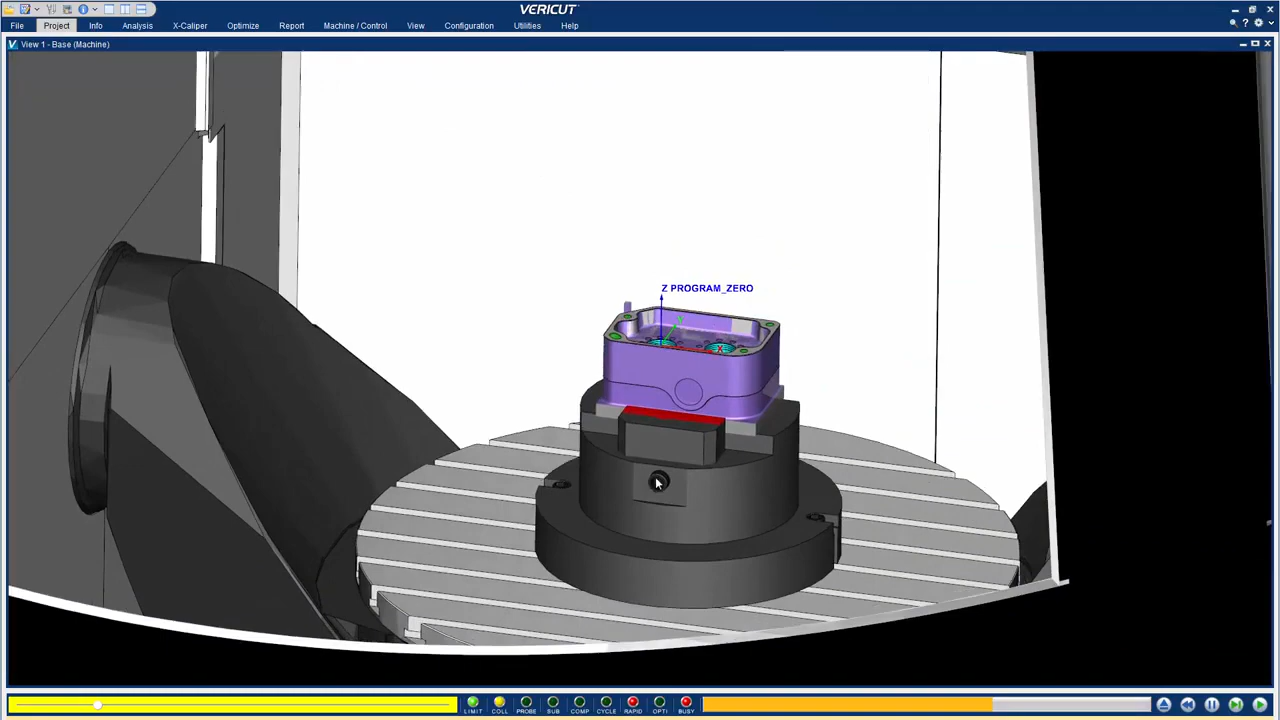 VERICUT
File Project Info Analysis X-Caliper Optimize Report Machine / Control View Configuration Utilities Help
View 1 - Base (Machine)
Z PROGRAM_ZERO
Y
X
LIMIT COLL PROBE SUB COMP CYCLE RAPID OPTI BUSY